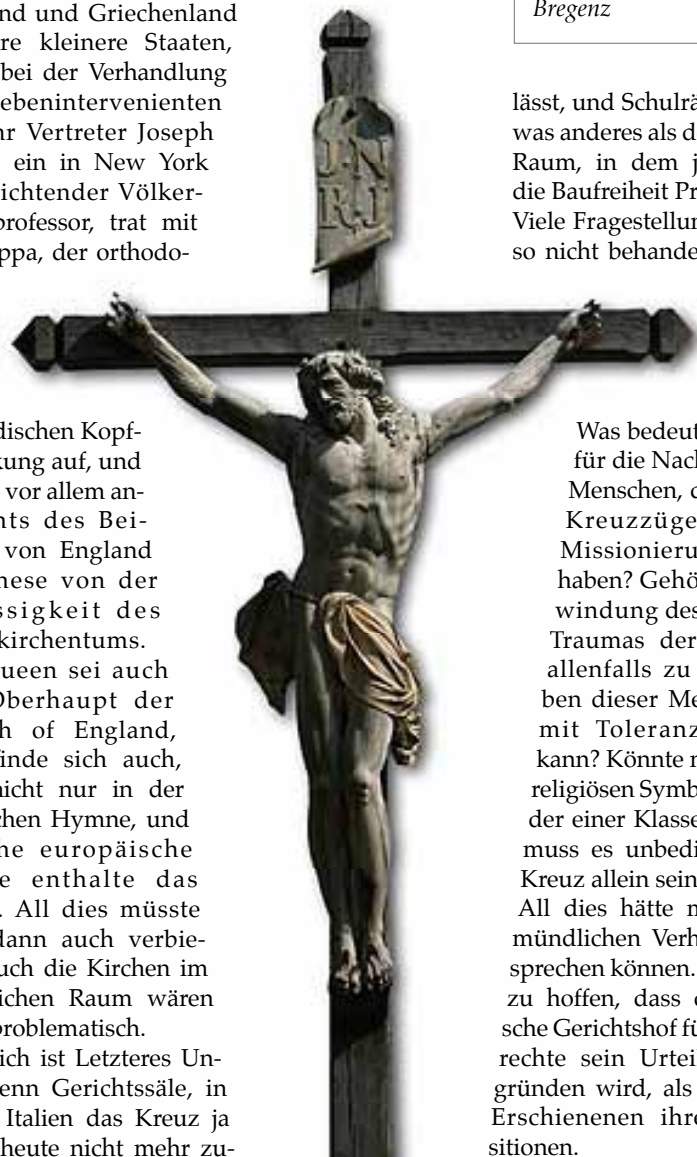 nd und Griechenland
re kleinere Staaten,
bei der Verhandlung
ebenintervenienten
hr Vertreter Joseph
ein in New York
ichtender Völker-
professor, trat mit
ppa, der orthodo-
dischen Kopf-
kung auf, und
vor allem an-
nts des Bei-
von England
hese von der
ssigkeit des
kirchentums.
ueen sei auch
Oberhaupt der
h of England,
inde sich auch,
nicht nur in der
chen Hymne, und
he europäische
e enthalte das
. All dies müsste
dann auch verbie-
uch die Kirchen im
lichen Raum wären
problematisch.
ich ist Letzteres Un-
enn Gerichtssäle, in
Italien das Kreuz ja
heute nicht mehr zu-
J·N
R·J
Bregenz
lässt, und Schulrä
was anderes als d
Raum, in dem j
die Baufreiheit Pr
Viele Fragestellun
so nicht behande
Was bedeut
für die Nach
Menschen, d
Kreuzzüge
Missionieru
haben? Gehö
windung des
Traumas der
allenfalls zu
ben dieser Me
mit Toleranz
kann? Könnte n
religiösen Symb
der einer Klasse
muss es unbedi
Kreuz allein sein
All dies hätte m
mündlichen Verh
sprechen können.
zu hoffen, dass e
sche Gerichtshof fü
rechte sein Urteil
gründen wird, als
Erschienenen ihre
sitionen.